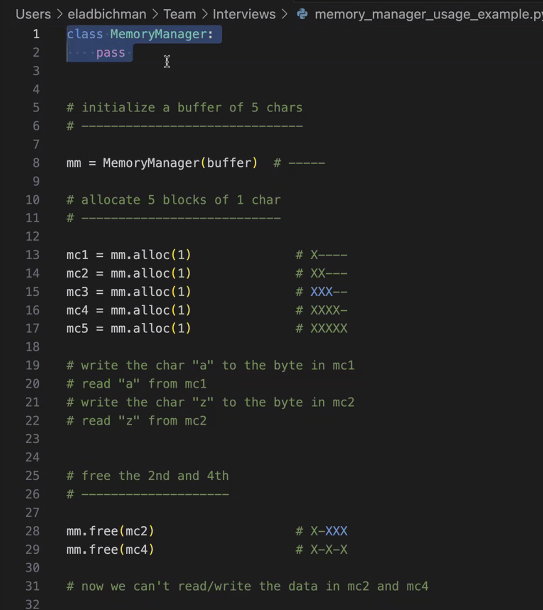 Users > eladbichman > Team > Interviews > memory_manager_usage_example.py
1 class MemoryManager:
2     pass
3
4
5 # initialize a buffer of 5 chars
6 # ------------------------------
7
8 mm = MemoryManager(buffer)  # -----
9
10 # allocate 5 blocks of 1 char
11 # ---------------------------
12
13 mc1 = mm.alloc(1)              # X----
14 mc2 = mm.alloc(1)              # XX---
15 mc3 = mm.alloc(1)              # XXX--
16 mc4 = mm.alloc(1)              # XXXX-
17 mc5 = mm.alloc(1)              # XXXXX
18
19 # write the char "a" to the byte in mc1
20 # read "a" from mc1
21 # write the char "z" to the byte in mc2
22 # read "z" from mc2
23
24
25 # free the 2nd and 4th
26 # --------------------
27
28 mm.free(mc2)                   # X-XXX
29 mm.free(mc4)                   # X-X-X
30
31 # now we can't read/write the data in mc2 and mc4
32